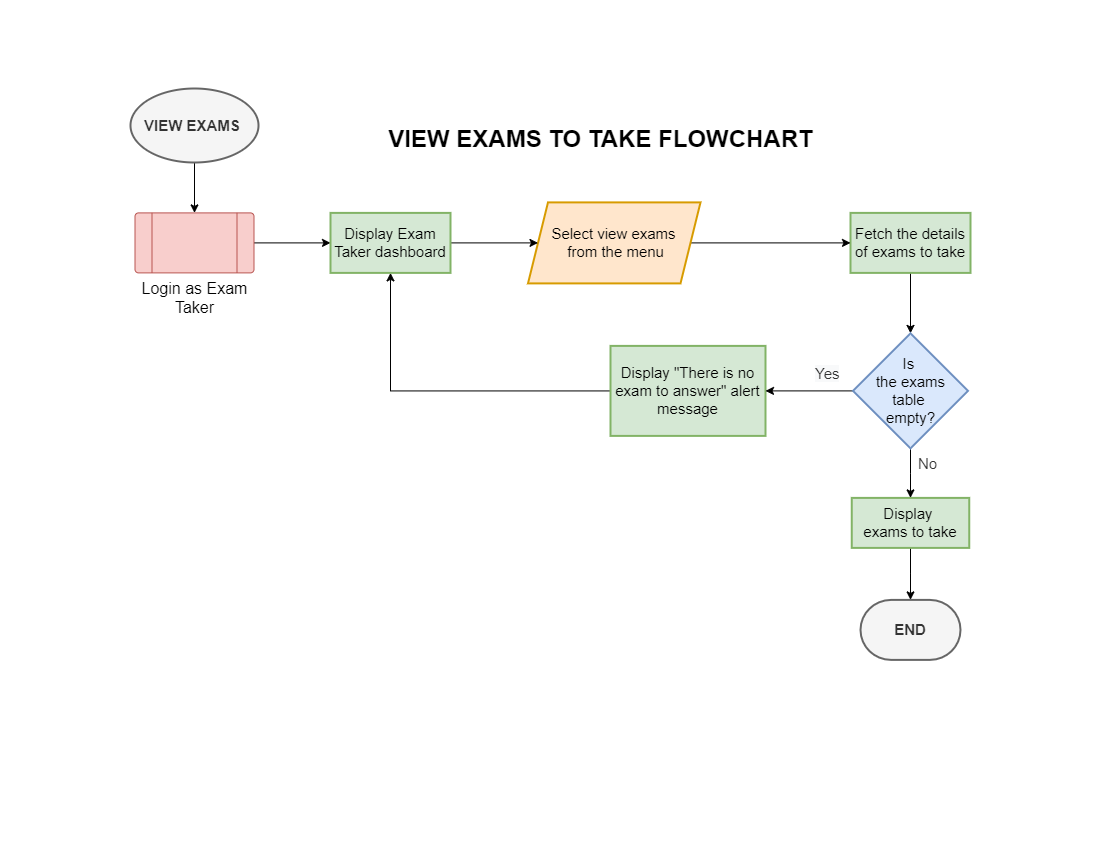 VIEW EXAMS
VIEW EXAMS TO TAKE FLOWCHART
Login as Exam
Taker
Display Exam
Taker dashboard
Select view exams
from the menu
Fetch the details
of exams to take
Is
the exams
table
empty?
Yes
Display "There is no
exam to answer" alert
message
No
Display
exams to take
END